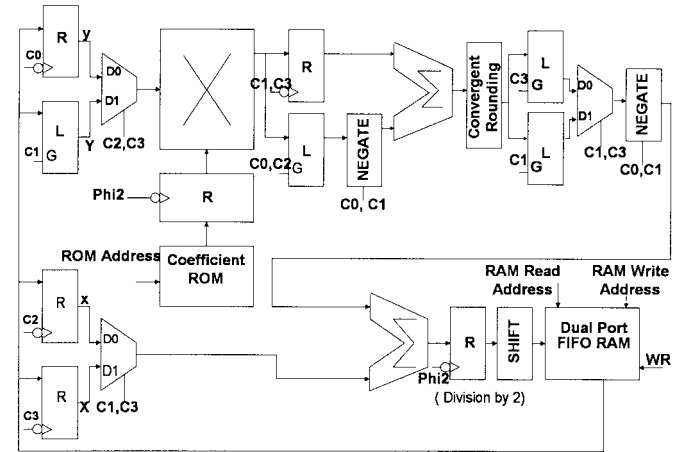 R
y
C0
D0
D1
L
G
Y
C1
C2,C3
C1,C3
R
L
G
C0,C2
NEGATE
C0, C1
Convergent
Rounding
L
G
C3
L
G
C1
D0
D1
C1,C3
NEGATE
C0,C1
Phi2
R
ROM Address
Coefficient
ROM
R
x
C2
D0
D1
R
X
C3
C1,C3
R
Phi2
( Division by 2)
SHIFT
RAM Read
Address
RAM Write
Address
Dual Port
FIFO RAM
WR